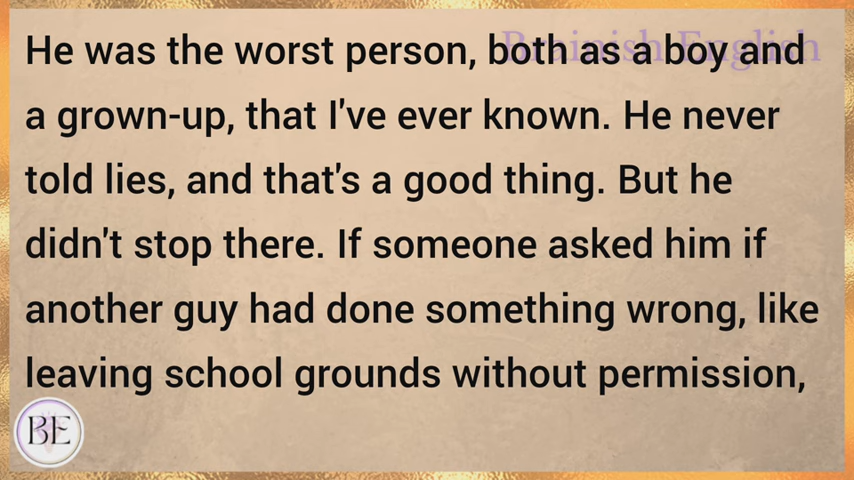 Brainish English
He was the worst person, both as a boy and
a grown-up, that I've ever known. He never
told lies, and that's a good thing. But he
didn't stop there. If someone asked him if
another guy had done something wrong, like
leaving school grounds without permission,
BE